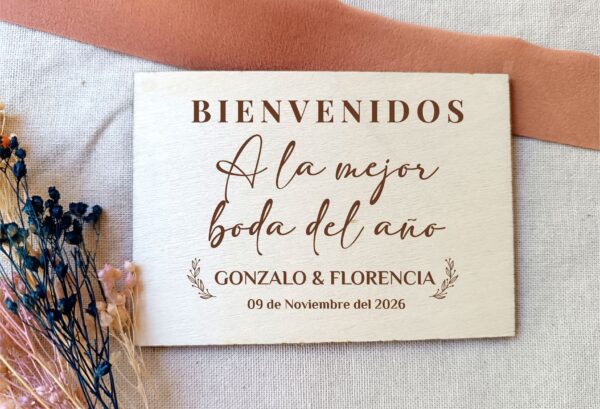 BIENVENIDOS
A la mejor
boda del año
GONZALO & FLORENCIA
09 de Noviembre del 2026